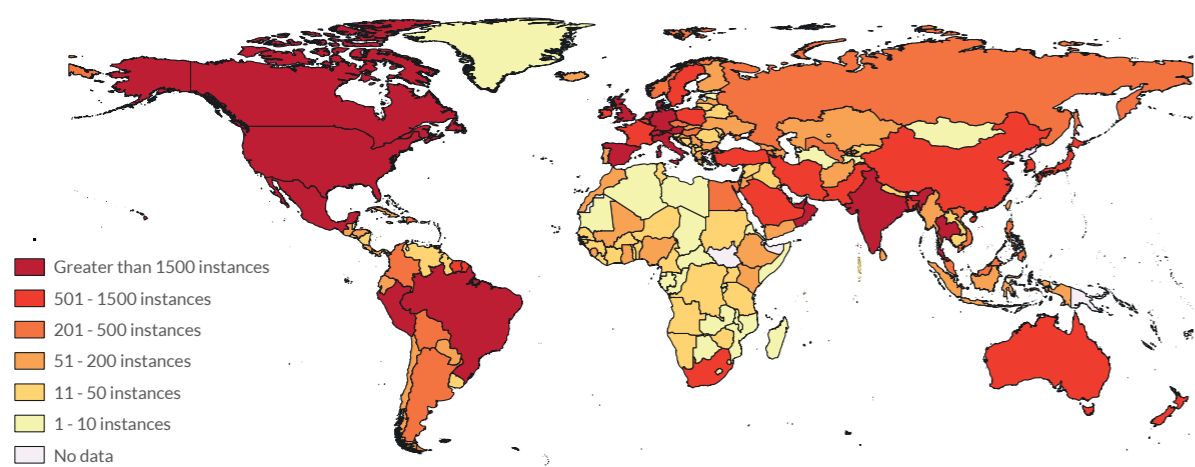 Greater than 1500 instances
501 - 1500 instances
201 - 500 instances
51 - 200 instances
11 - 50 instances
1 - 10 instances
No data